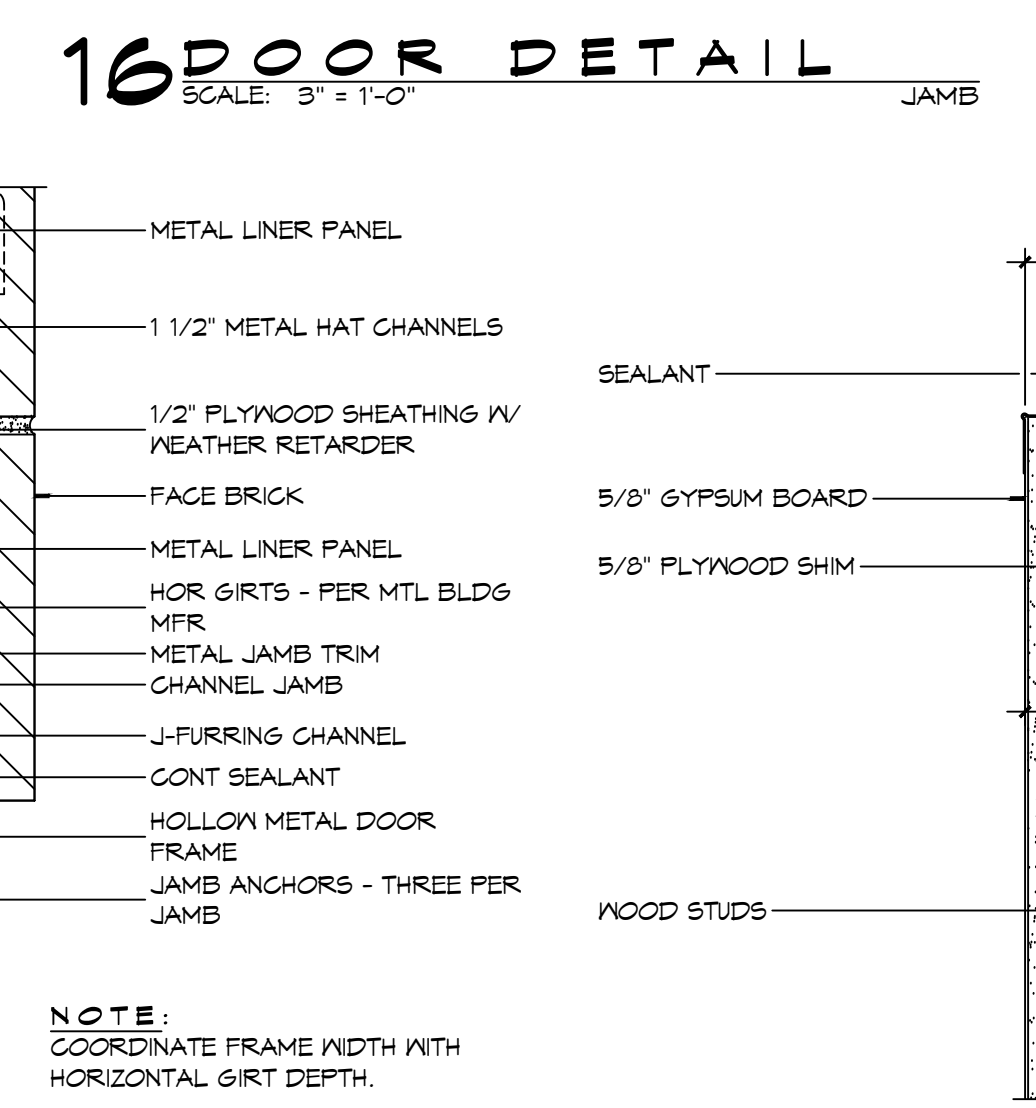 16 DOOR DETAIL
SCALE: 3" = 1'-0" JAMB
METAL LINER PANEL
1 1/2" METAL HAT CHANNELS
1/2" PLYWOOD SHEATHING W/
WEATHER RETARDER
FACE BRICK
METAL LINER PANEL
HOR GIRTS - PER MTL BLDG
MFR
METAL JAMB TRIM
CHANNEL JAMB
J-FURRING CHANNEL
CONT SEALANT
HOLLOW METAL DOOR
FRAME
JAMB ANCHORS - THREE PER
JAMB
NOTE:
COORDINATE FRAME WIDTH WITH
HORIZONTAL GIRT DEPTH.
SEALANT
5/8" GYPSUM BOARD
5/8" PLYWOOD SHIM
WOOD STUDS